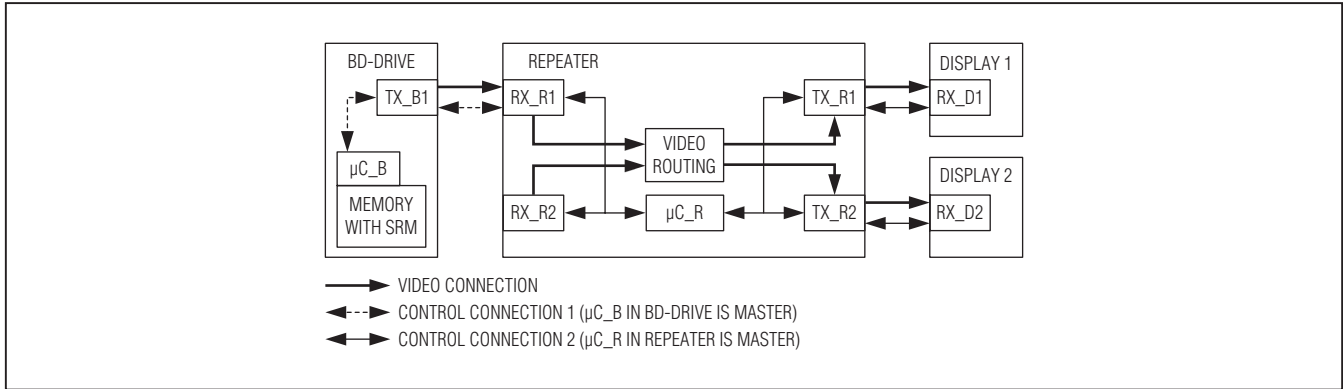 BD-DRIVE
TX_B1
µC_B
MEMORY
WITH SRM
REPEATER
RX_R1
RX_R2
VIDEO
ROUTING
µC_R
TX_R1
TX_R2
DISPLAY 1
RX_D1
DISPLAY 2
RX_D2
VIDEO CONNECTION
CONTROL CONNECTION 1 (µC_B IN BD-DRIVE IS MASTER)
CONTROL CONNECTION 2 (µC_R IN REPEATER IS MASTER)